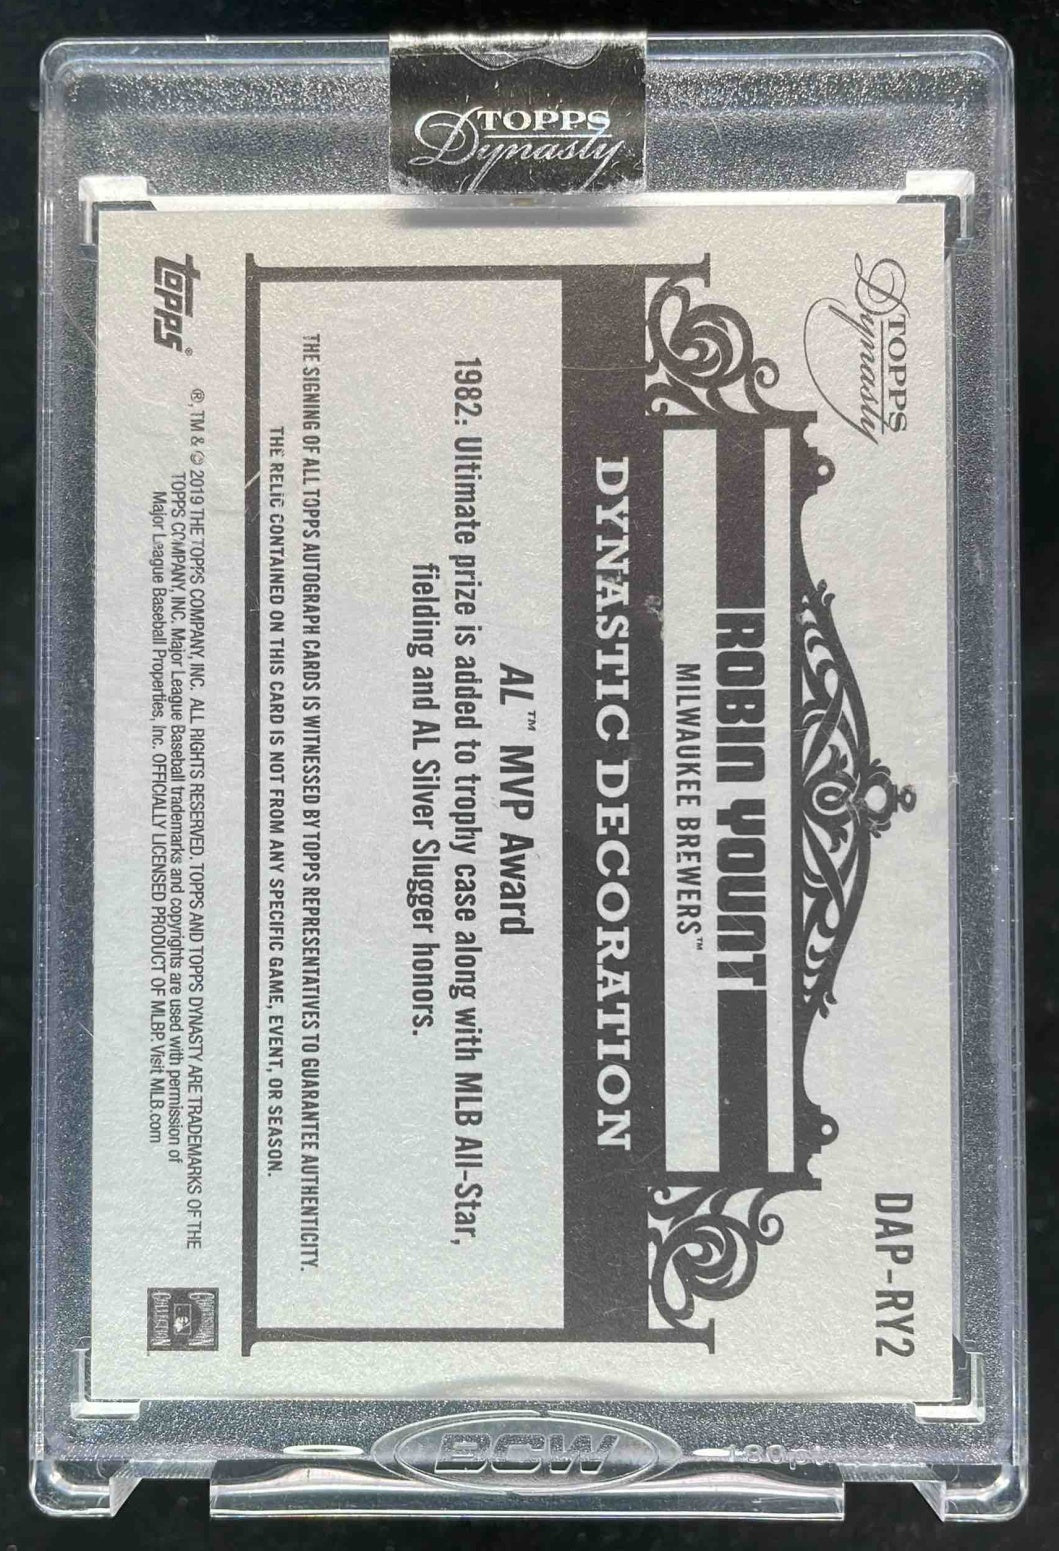 TOPPS
Dynasty
TOPPS
Dynasty
DAP-RY2
ROBIN YOUNT
MILWAUKEE BREWERS™
DYNASTIC DECORATION
AL™ MVP Award
1982: Ultimate prize is added to trophy case along with MLB All-Star,
fielding and AL Silver Slugger honors.
THE SIGNING OF ALL TOPPS AUTOGRAPH CARDS IS WITNESSED BY TOPPS REPRESENTATIVES TO GUARANTEE AUTHENTICITY.
THE RELIC CONTAINED ON THIS CARD IS NOT FROM ANY SPECIFIC GAME, EVENT, OR SEASON.
topps®
®, TM & © 2019 THE TOPPS COMPANY, INC. ALL RIGHTS RESERVED. TOPPS AND TOPPS DYNASTY ARE TRADEMARKS OF THE
TOPPS COMPANY, INC. Major League Baseball trademarks and copyrights are used with permission of
Major League Baseball Properties, Inc. OFFICIALLY LICENSED PRODUCT OF MLBP. Visit MLB.com
BCW